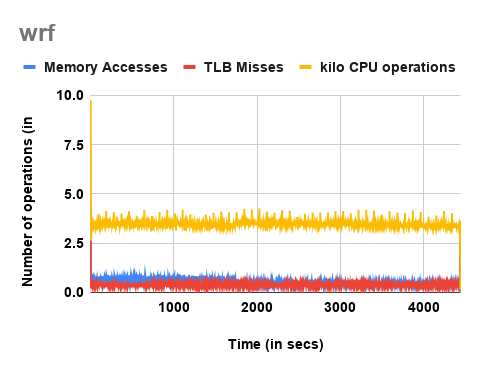 wrf
Memory Accesses TLB Misses kilo CPU operations
Number of operations (in
10.0
7.5
5.0
2.5
0.0
1000 2000 3000 4000
Time (in secs)